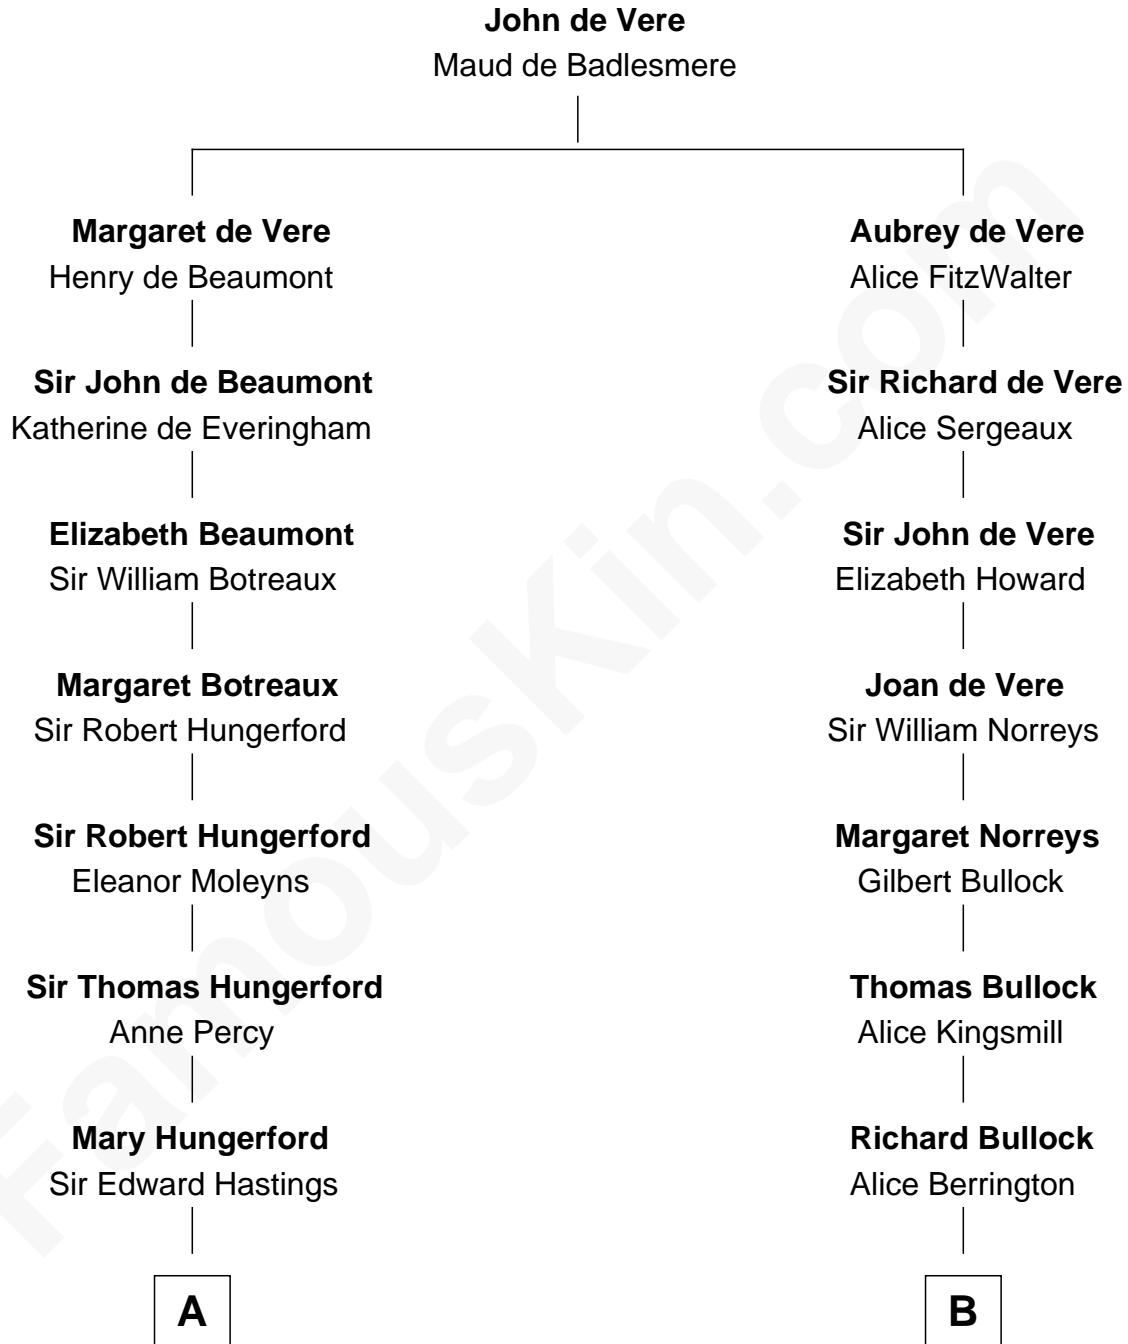 John de Vere
Maud de Badlesmere
Margaret de Vere
Henry de Beaumont
Aubrey de Vere
Alice FitzWalter
Sir John de Beaumont
Katherine de Everingham
Sir Richard de Vere
Alice Sergeaux
Elizabeth Beaumont
Sir William Botreaux
Sir John de Vere
Elizabeth Howard
Margaret Botreaux
Sir Robert Hungerford
Joan de Vere
Sir William Norreys
Sir Robert Hungerford
Eleanor Moleyns
Margaret Norreys
Gilbert Bullock
Sir Thomas Hungerford
Anne Percy
Thomas Bullock
Alice Kingsmill
Mary Hungerford
Sir Edward Hastings
Richard Bullock
Alice Berrington
A
B
FamousKin.com